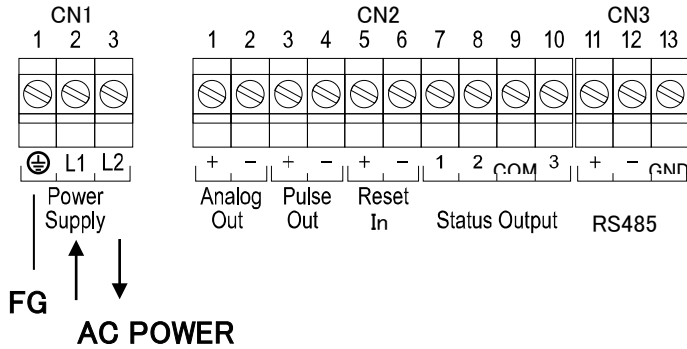 CN1 CN2 CN3
1 2 3 1 2 3 4 5 6 7 8 9 10 11 12 13
L1 L2 + − + − + − 1 2 COM 3 + − GND
Power Analog Pulse Reset
Supply Out Out In Status Output RS485
FG
AC POWER